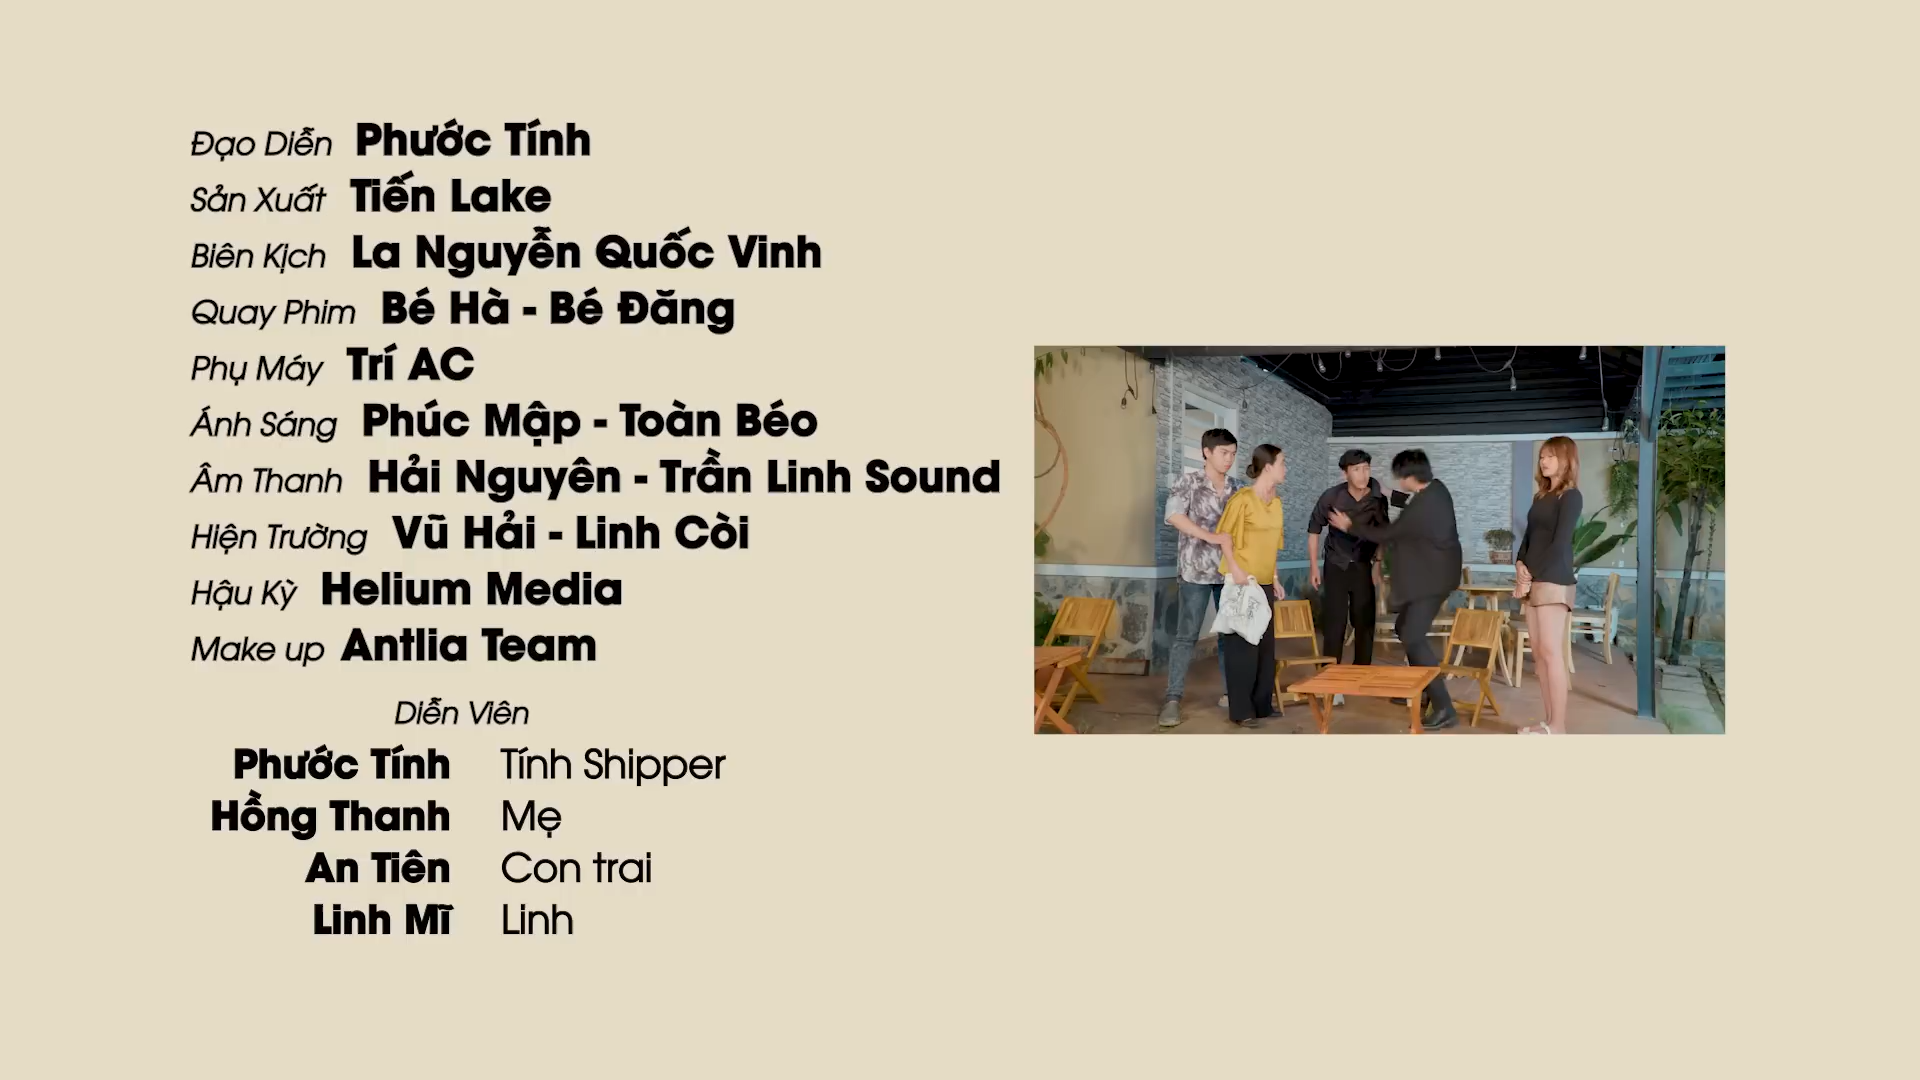 Đạo Diễn Phước Tính
Sản Xuất Tiến Lake
Biên Kịch La Nguyễn Quốc Vinh
Quay Phim Bé Hà - Bé Đăng
Phụ Máy Trí AC
Ánh Sáng Phúc Mập - Toàn Béo
Âm Thanh Hải Nguyên - Trần Linh Sound
Hiện Trường Vũ Hải - Linh Còi
Hậu Kỳ Helium Media
Make up Antlia Team
Diễn Viên
Phước Tính Tính Shipper
Hồng Thanh Mẹ
An Tiên Con trai
Linh Mĩ Linh